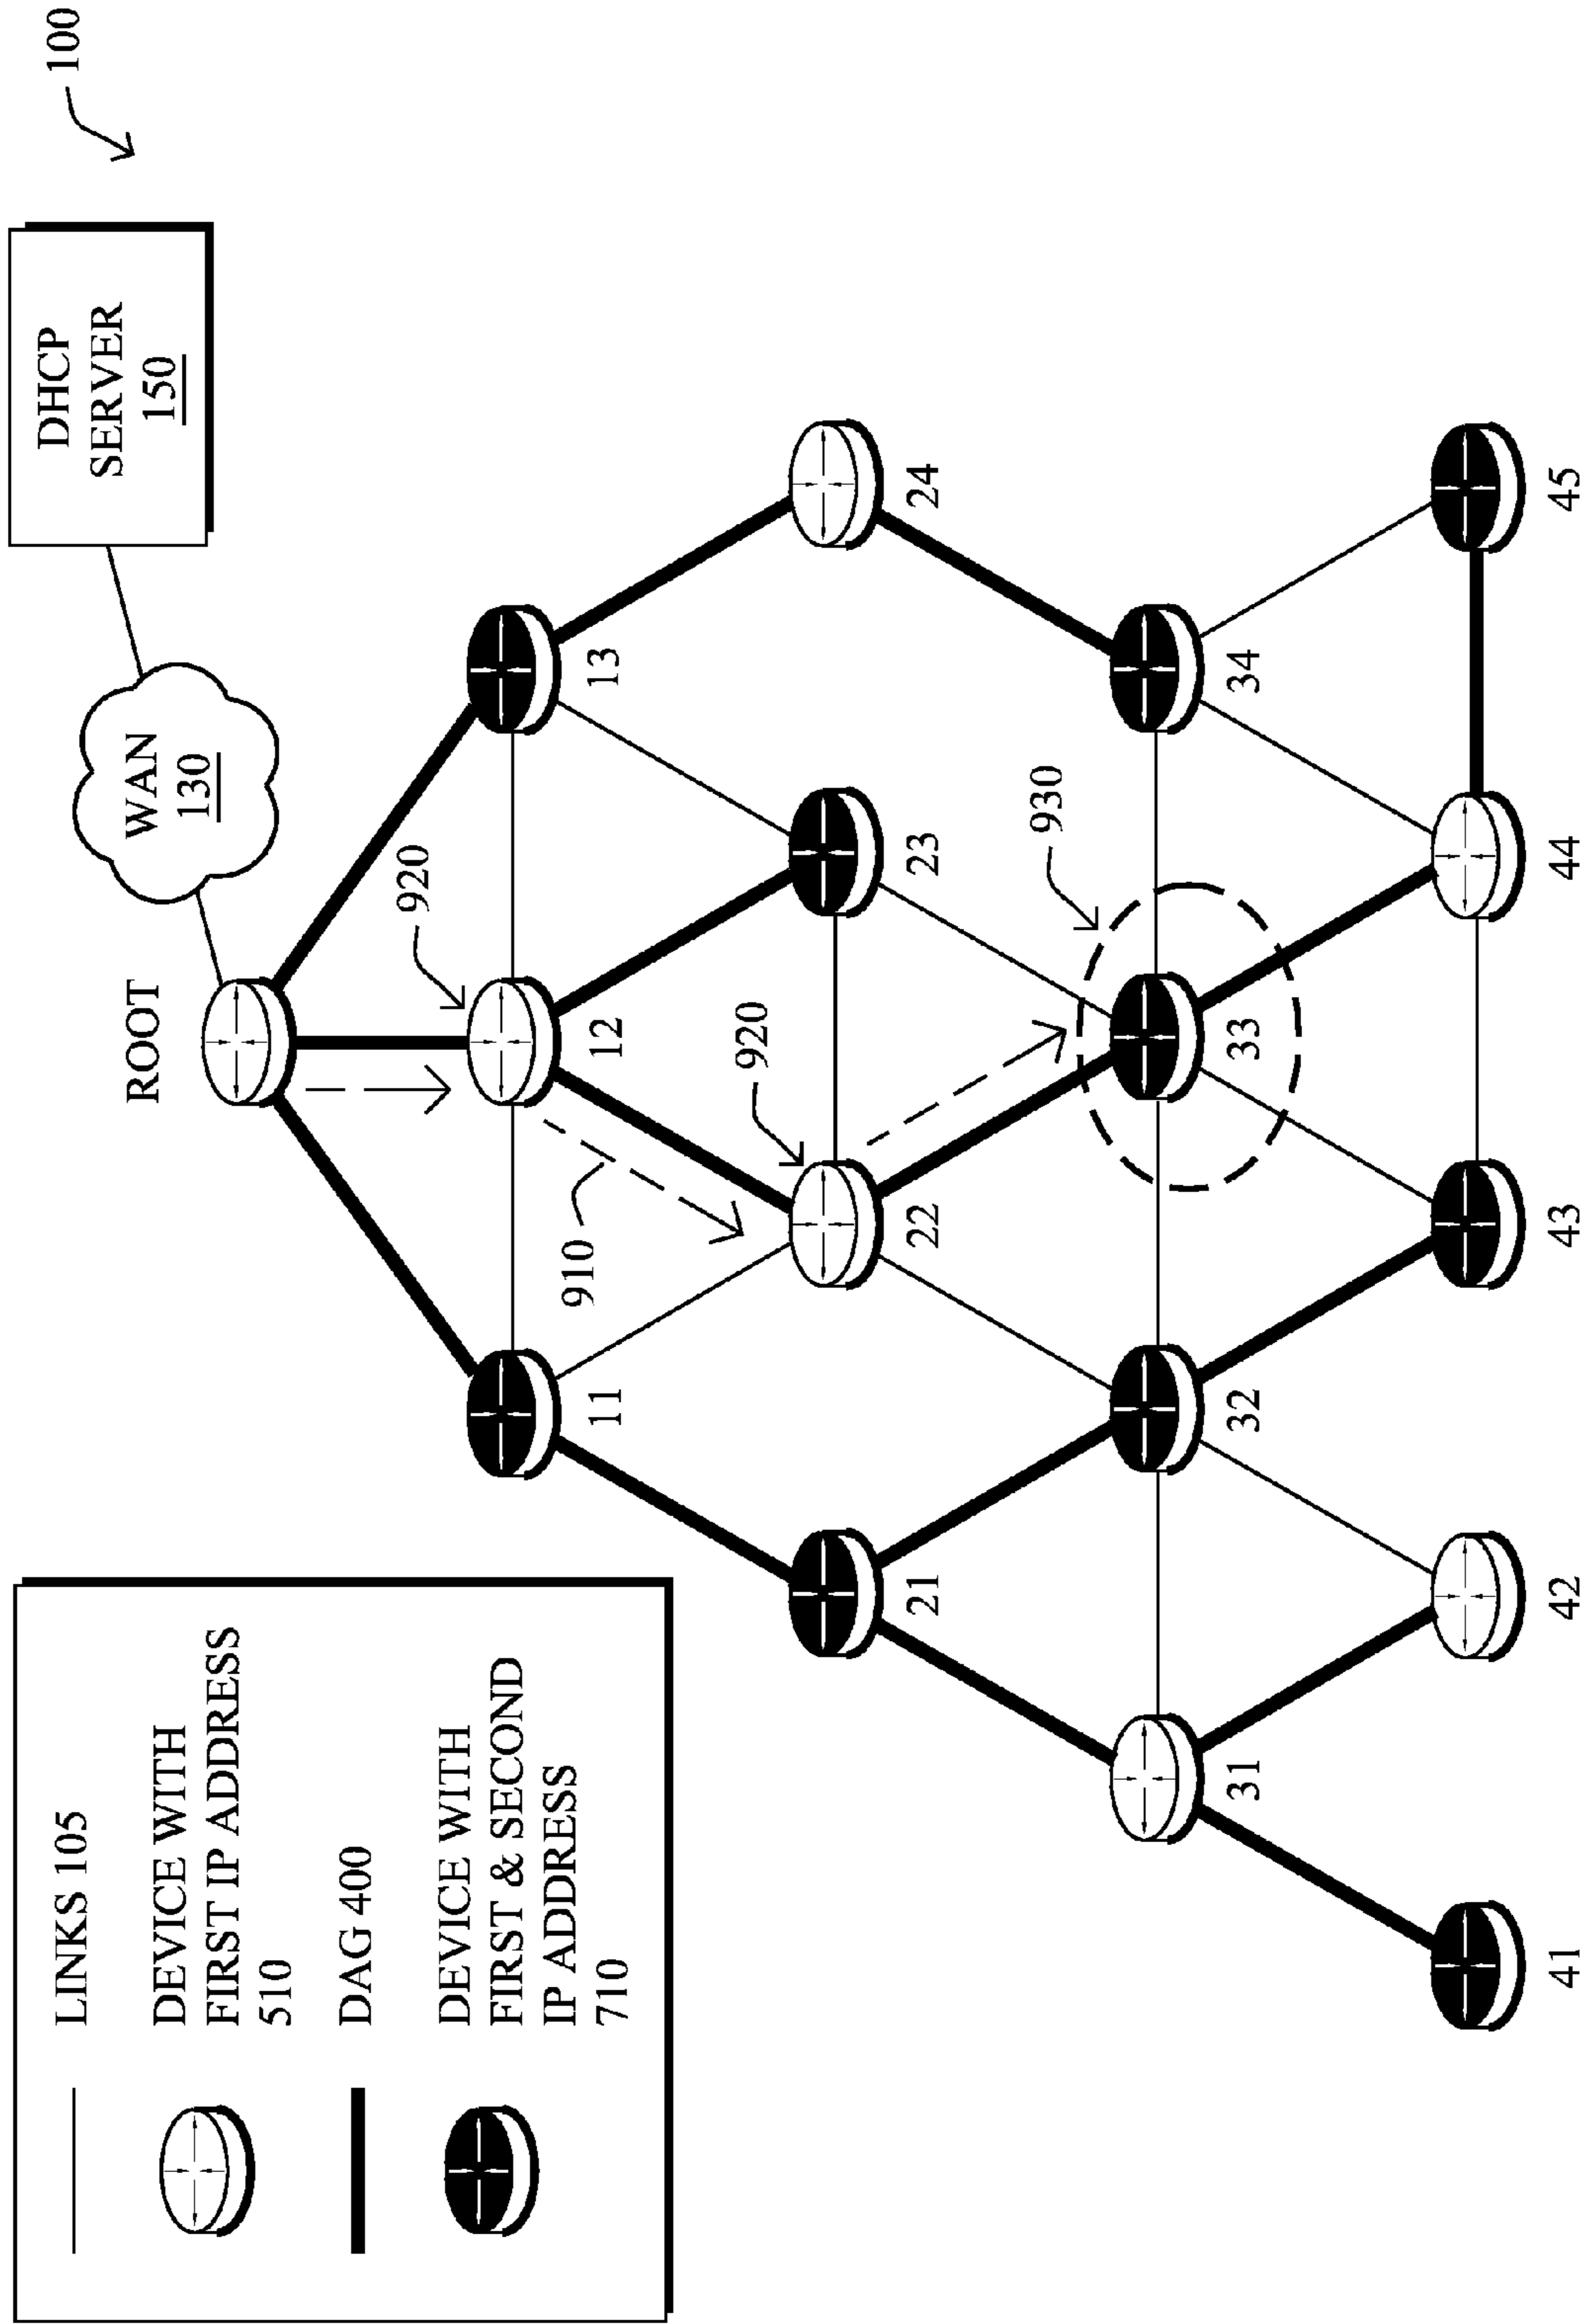 LINKS 105
DEVICE WITH
FIRST IP ADDRESS
510
DAG 400
DEVICE WITH
FIRST & SECOND
IP ADDRESS
710
DHCP
SERVER
150
100
WAN
130
ROOT
920
11
12
13
910
920
21
22
23
24
930
31
32
33
34
41
42
43
44
45